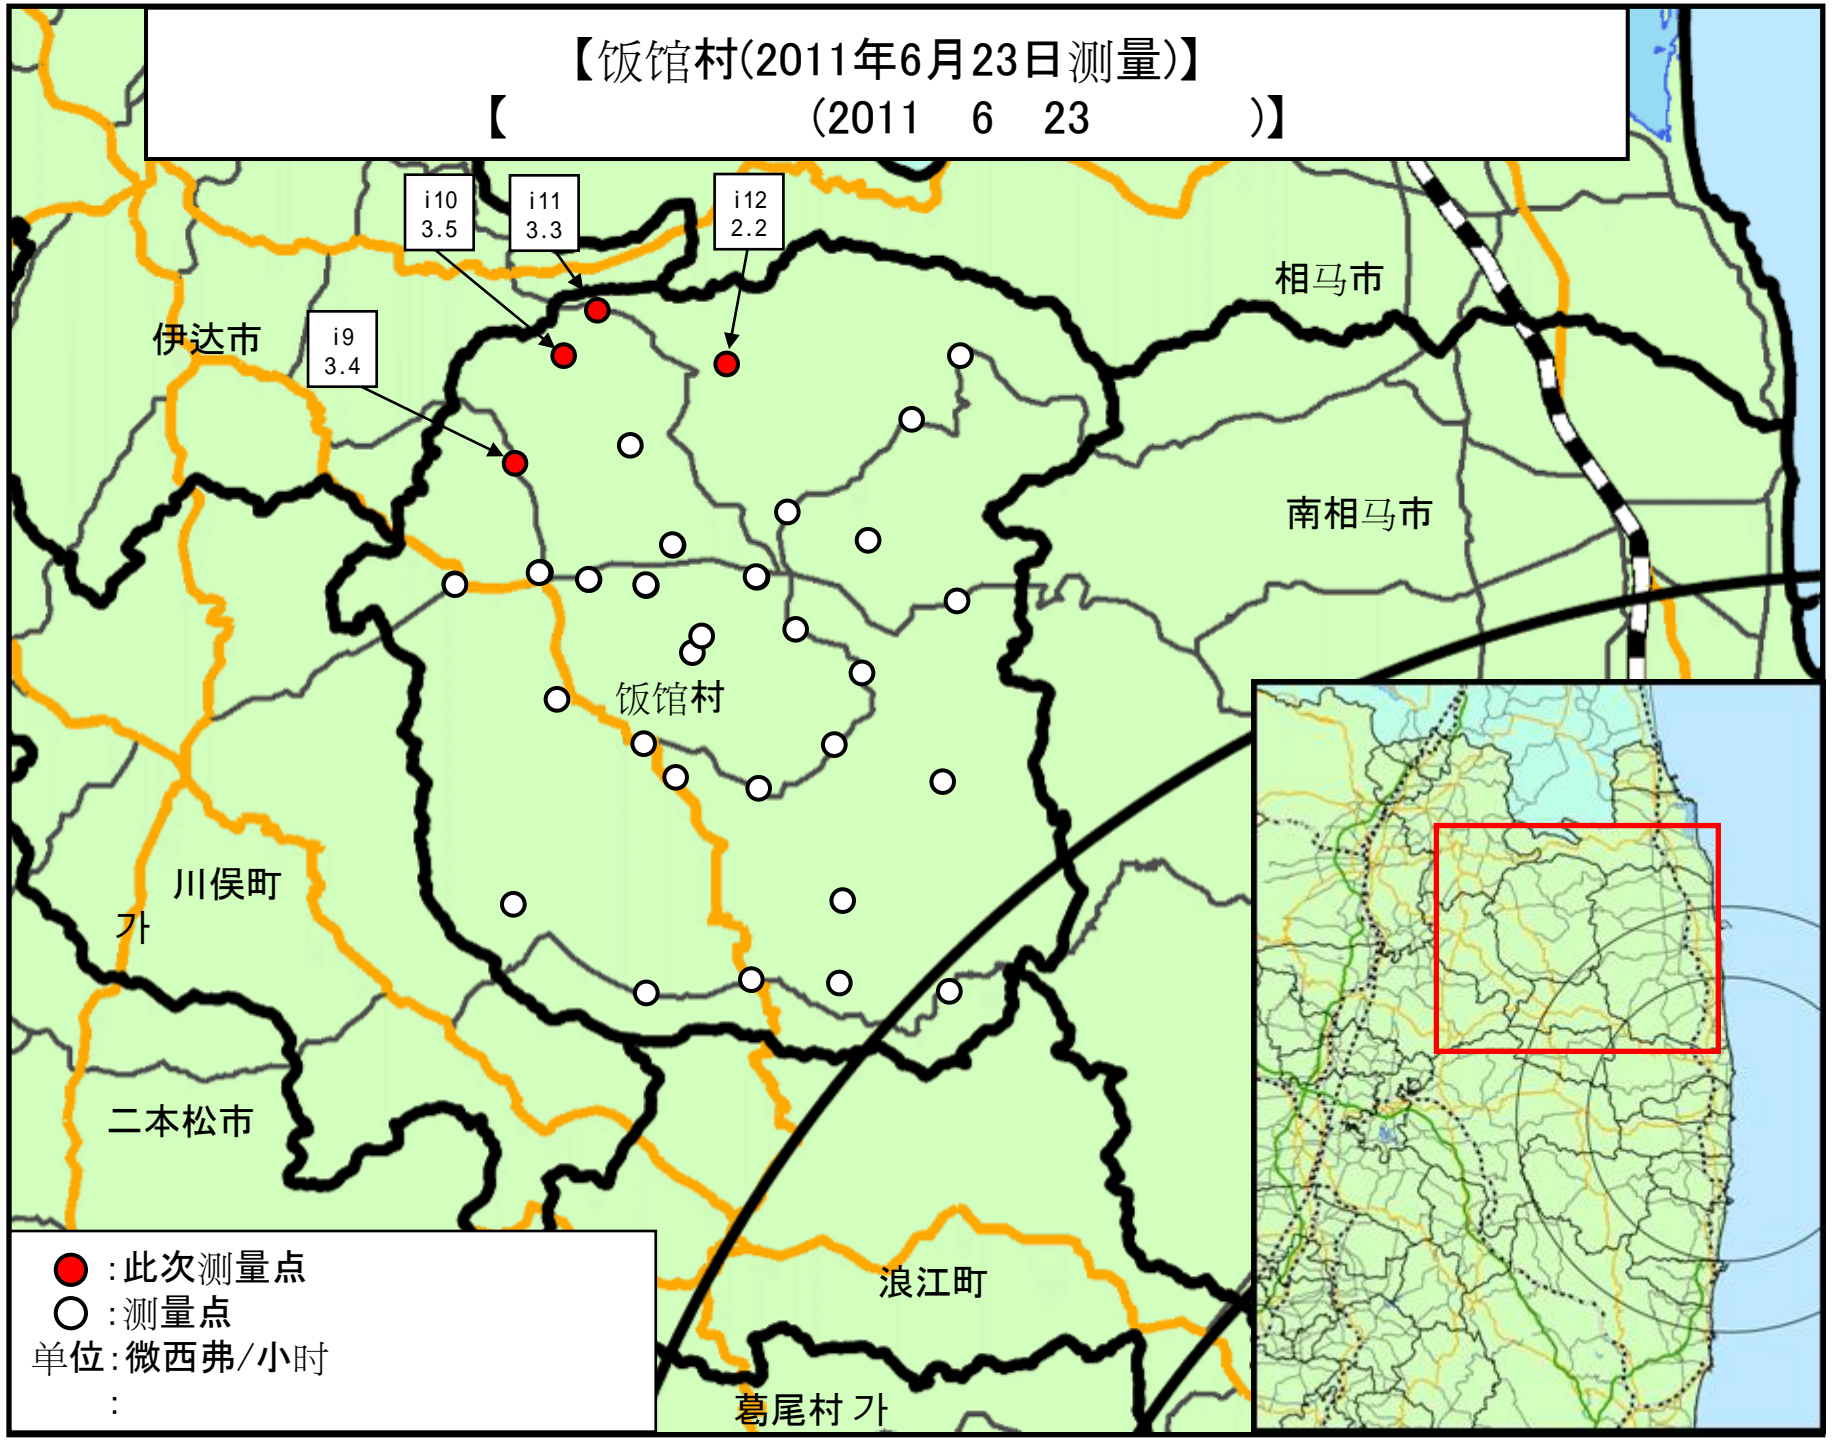 【饭馆村(2011年6月23日测量)】
【 (2011 6 23 )】
i10
3.5
i11
3.3
i12
2.2
i9
3.4
伊达市
相马市
南相马市
饭馆村
川俣町
가
二本松市
浪江町
葛尾村 가
:此次测量点
:测量点
单位:微西弗/小时
: